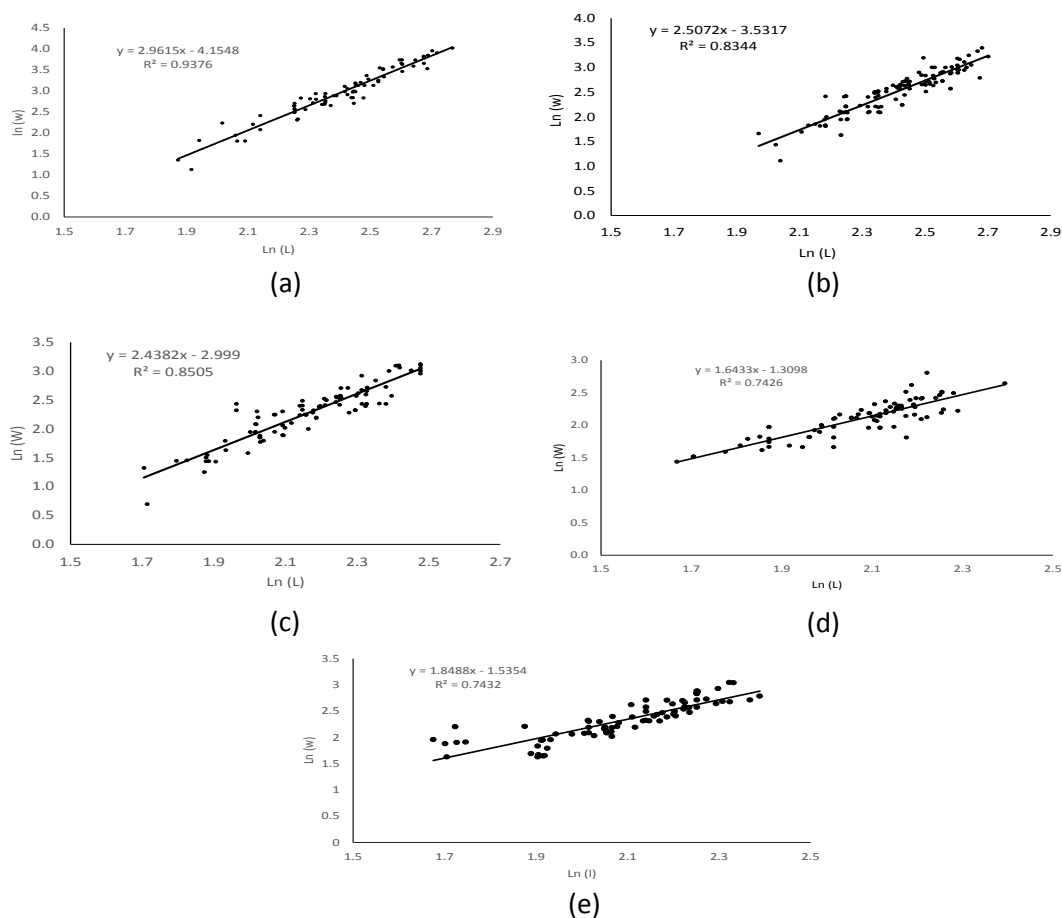 y = 2.9615x - 4.1548
R² = 0.9376
ln (w)
4.5
4.0
3.5
3.0
2.5
2.0
1.5
1.0
0.5
0.0
1.5 1.7 1.9 2.1 2.3 2.5 2.7 2.9
Ln (L)
(a)
y = 2.5072x - 3.5317
R² = 0.8344
Ln (w)
4.0
3.5
3.0
2.5
2.0
1.5
1.0
0.5
0.0
1.5 1.7 1.9 2.1 2.3 2.5 2.7 2.9
Ln (L)
(b)
y = 2.4382x - 2.999
R² = 0.8505
Ln (W)
3.5
3.0
2.5
2.0
1.5
1.0
0.5
0.0
1.5 1.7 1.9 2.1 2.3 2.5 2.7
Ln (L)
(c)
y = 1.6433x - 1.3098
R² = 0.7426
Ln (W)
3.0
2.5
2.0
1.5
1.0
0.5
0.0
1.5 1.7 1.9 2.1 2.3 2.5
Ln (L)
(d)
y = 1.8488x - 1.5354
R² = 0.7432
Ln (w)
3.5
3
2.5
2
1.5
1
0.5
0
1.5 1.7 1.9 2.1 2.3 2.5
Ln (l)
(e)